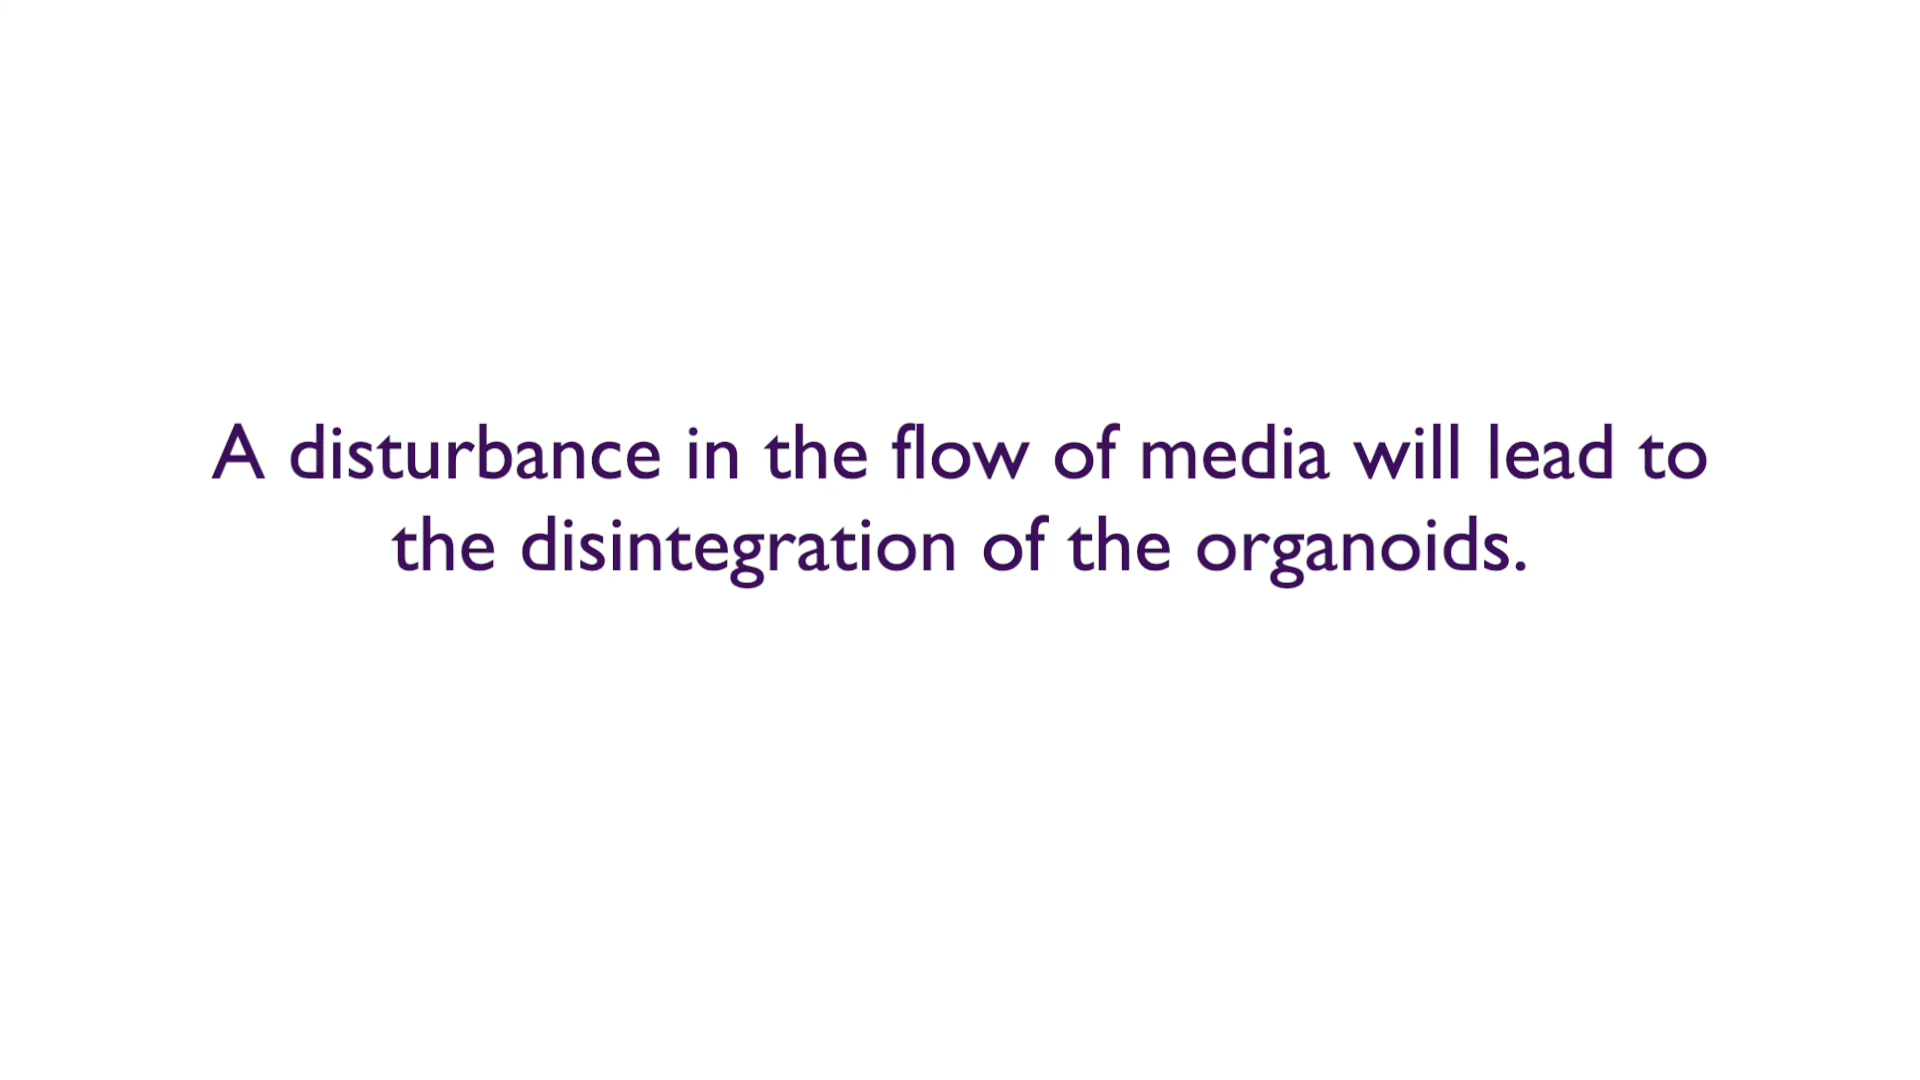 A disturbance in the flow of media will lead to
the disintegration of the organoids.